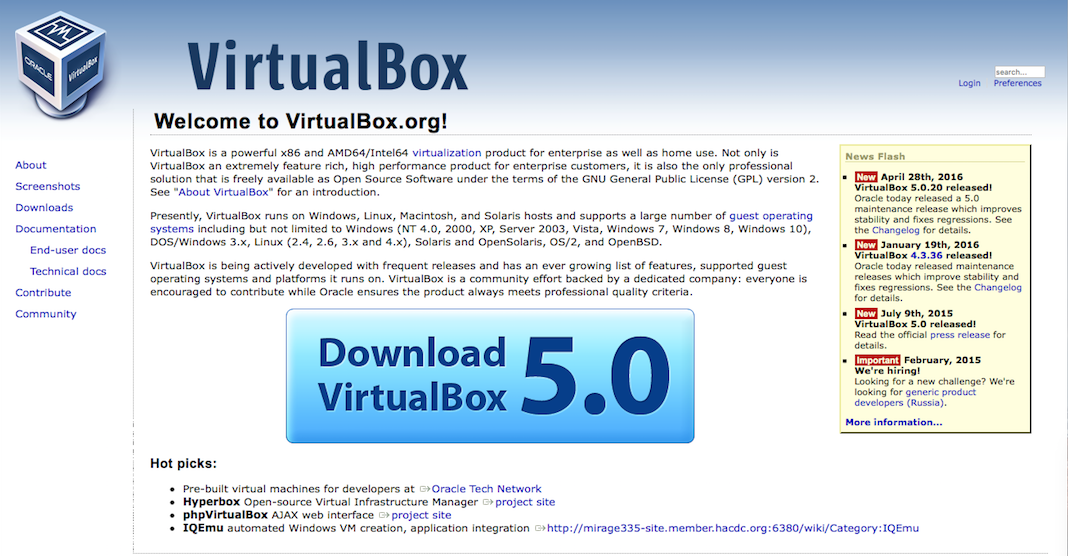 ORACLE
VirtualBox
VirtualBox
search...
Login Preferences
Welcome to VirtualBox.org!
About
Screenshots
Downloads
Documentation
End-user docs
Technical docs
Contribute
Community
VirtualBox is a powerful x86 and AMD64/Intel64 virtualization product for enterprise as well as home use. Not only is
VirtualBox an extremely feature rich, high performance product for enterprise customers, it is also the only professional
solution that is freely available as Open Source Software under the terms of the GNU General Public License (GPL) version 2.
See "About VirtualBox" for an introduction.
Presently, VirtualBox runs on Windows, Linux, Macintosh, and Solaris hosts and supports a large number of guest operating
systems including but not limited to Windows (NT 4.0, 2000, XP, Server 2003, Vista, Windows 7, Windows 8, Windows 10),
DOS/Windows 3.x, Linux (2.4, 2.6, 3.x and 4.x), Solaris and OpenSolaris, OS/2, and OpenBSD.
VirtualBox is being actively developed with frequent releases and has an ever growing list of features, supported guest
operating systems and platforms it runs on. VirtualBox is a community effort backed by a dedicated company: everyone is
encouraged to contribute while Oracle ensures the product always meets professional quality criteria.
Download
VirtualBox 5.0
Hot picks:
Pre-built virtual machines for developers at Oracle Tech Network
Hyperbox Open-source Virtual Infrastructure Manager project site
phpVirtualBox AJAX web interface project site
IQEmu automated Windows VM creation, application integration http://mirage335-site.member.hacdc.org:6380/wiki/Category:IQEmu
News Flash
New April 28th, 2016
VirtualBox 5.0.20 released!
Oracle today released a 5.0
maintenance release which improves
stability and fixes regressions. See
the Changelog for details.
New January 19th, 2016
VirtualBox 4.3.36 released!
Oracle today released maintenance
releases which improve stability and
fixes regressions. See the Changelog
for details.
New July 9th, 2015
VirtualBox 5.0 released!
Read the official press release for
details.
Important February, 2015
We're hiring!
Looking for a new challenge? We're
looking for generic product
developers (Russia).
More information...